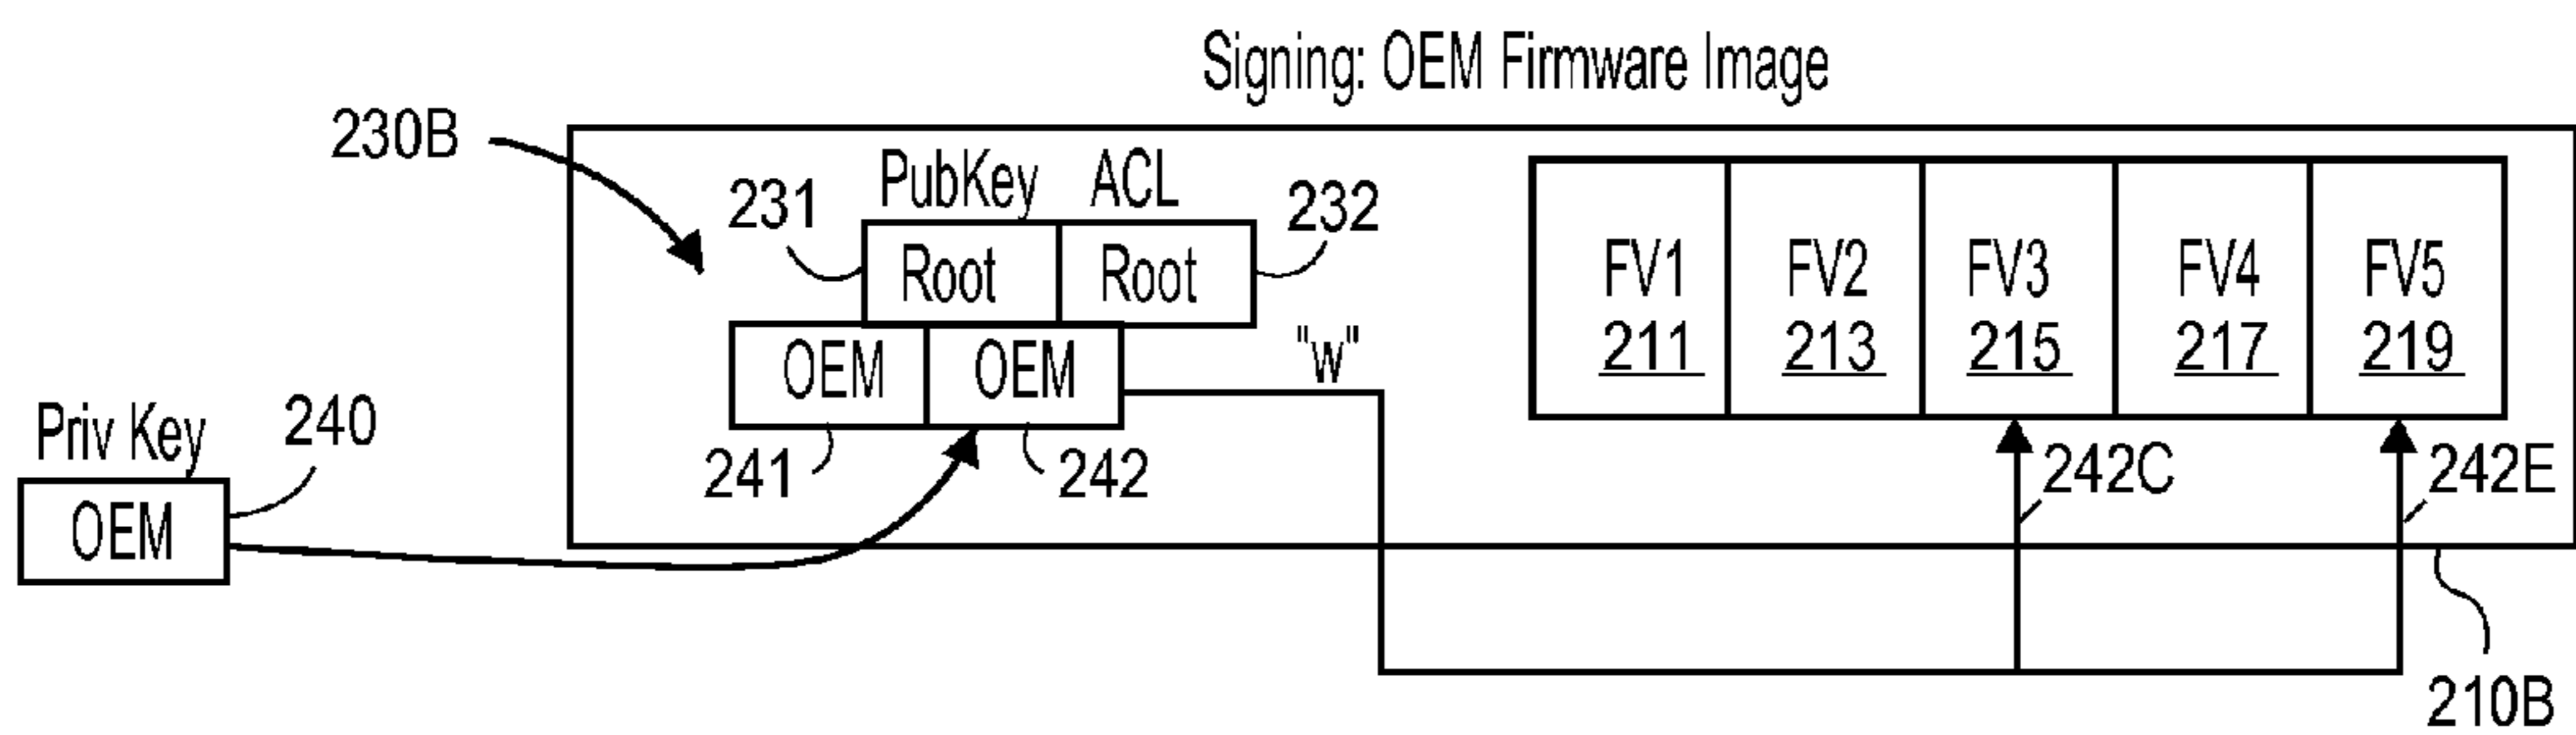 Signing: OEM Firmware Image
230B
PubKey ACL
231
232
Root Root
OEM OEM
"w"
241
242
FV1 FV2 FV3 FV4 FV5
211 213 215 217 219
Priv Key
240
OEM
242C
242E
210B